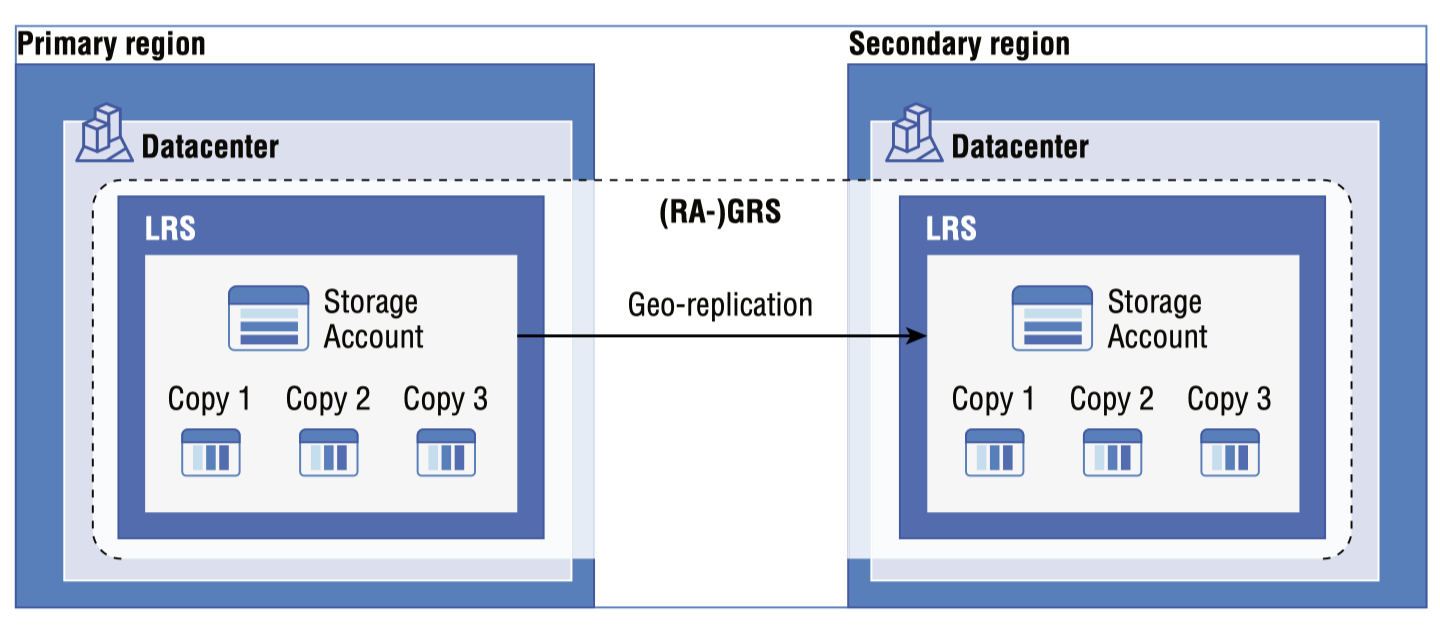 Primary region
Secondary region
Datacenter
Datacenter
LRS
(RA-)GRS
LRS
Storage
Account
Geo-replication
Storage
Account
Copy 1 Copy 2 Copy 3
Copy 1 Copy 2 Copy 3